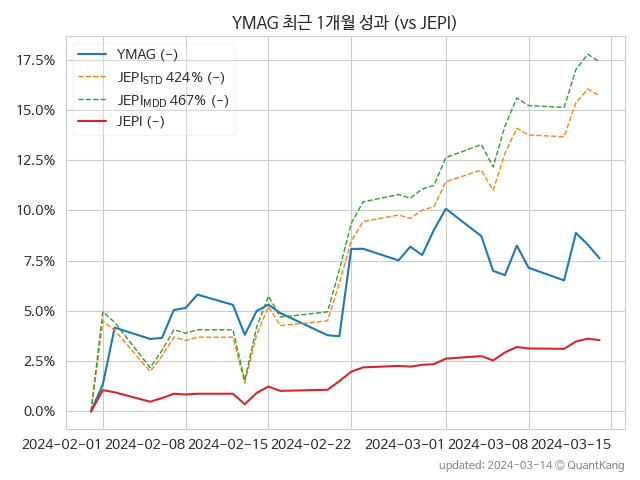 YMAG 최근 1개월 성과 (vs JEPI)
YMAG (-)
JEPI_STD 424% (-)
JEPI_MDD 467% (-)
JEPI (-)
17.5%
15.0%
12.5%
10.0%
7.5%
5.0%
2.5%
0.0%
2024-02-01 2024-02-08 2024-02-15 2024-02-22 2024-03-01 2024-03-08 2024-03-15
updated: 2024-03-14 © QuantKang